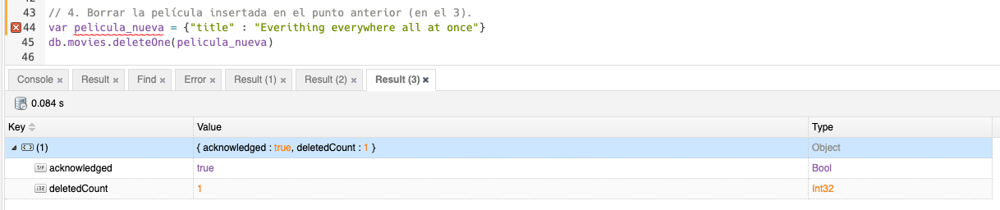 43 // 4. Borrar la película insertada en el punto anterior (en el 3).
44 var pelicula_nueva = {"title" : "Everithing everywhere all at once"}
45 db.movies.deleteOne(pelicula_nueva)
46
Console × Result × Find × Error × Result (1) × Result (2) × Result (3) ×
0.084 s
Key Value Type
(1) { acknowledged : true, deletedCount : 1 } Object
T/F acknowledged true Bool
i32 deletedCount 1 Int32